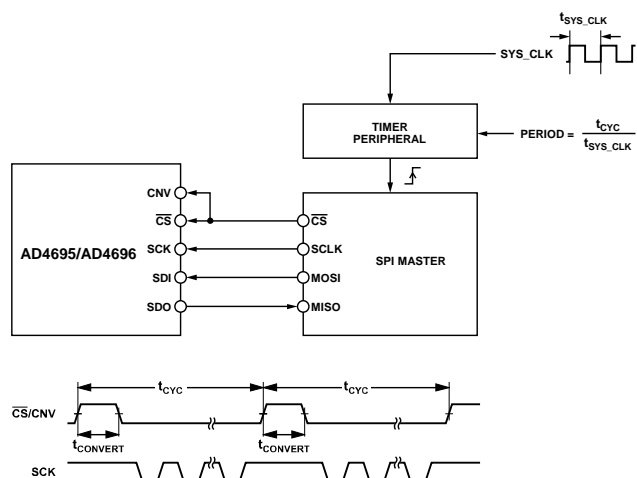 tSYS_CLK
SYS_CLK
TIMER
PERIPHERAL
PERIOD = tCYC
tSYS_CLK
AD4695/AD4696
CNV
CS
SCK
SDI
SDO
CS
SCLK
MOSI
MISO
SPI MASTER
tCYC
tCYC
CS/CNV
tCONVERT
tCONVERT
SCK